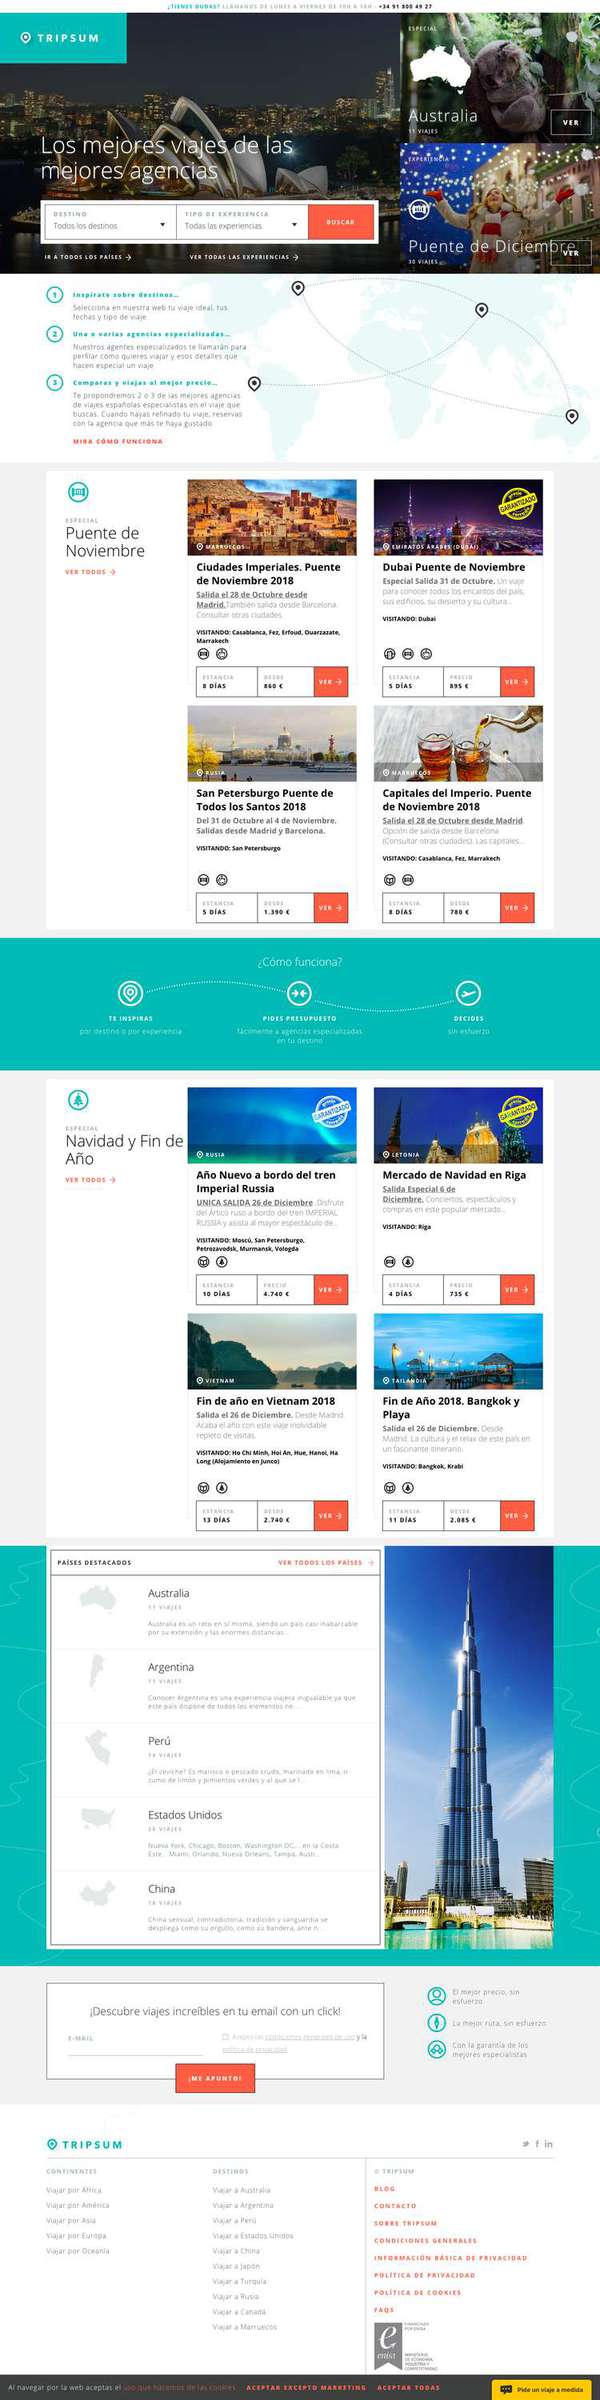 ¿TIENES DUDAS? LLÁMANOS DE LUNES A VIERNES DE 10H A 18H - +34 91 800 49 27
TRIPSUM
Los mejores viajes de las
mejores agencias
DESTINO
Todos los destinos
TIPO DE EXPERIENCIA
Todas las experiencias
BUSCAR
IR A TODOS LOS PAÍSES
VER TODAS LAS EXPERIENCIAS
ESPECIAL
Australia
11 VIAJES
VER
EXPERIENCIA
Puente de Diciembre
30 VIAJES
VER
1 Inspírate sobre destinos…
Selecciona en nuestra web tu viaje ideal, tus
fechas y tipo de viaje
2 Una o varias agencias especializadas…
Nuestros agentes especializados te llamarán para
perfilar cómo quieres viajar y esos detalles que
hacen especial un viaje
3 Comparas y viajas al mejor precio…
Te propondremos 2 o 3 de las mejores agencias
de viajes españolas especialistas en el viaje que
buscas. Cuando hayas refinado tu viaje, reservas
con la agencia que más te haya gustado
MIRA CÓMO FUNCIONA
ESPECIAL
Puente de
Noviembre
VER TODOS
MARRUECOS
Ciudades Imperiales. Puente
de Noviembre 2018
Salida el 28 de Octubre desde
Madrid. También salida desde Barcelona.
Consultar otras ciudades.
VISITANDO: Casablanca, Fez, Erfoud, Ouarzazate,
Marrakech
ESTANCIA
8 DÍAS
DESDE
860 €
VER
GARANTIZADO
EMIRATOS ÁRABES (DUBAI)
Dubai Puente de Noviembre
Especial Salida 31 de Octubre. Un viaje
para conocer todos los encantos del país,
sus edificios, su desierto y su cultura...
VISITANDO: Dubai
ESTANCIA
5 DÍAS
PRECIO
895 €
VER
RUSIA
San Petersburgo Puente de
Todos los Santos 2018
Del 31 de Octubre al 4 de Noviembre.
Salidas desde Madrid y Barcelona.
VISITANDO: San Petersburgo
ESTANCIA
5 DÍAS
DESDE
1.390 €
VER
MARRUECOS
Capitales del Imperio. Puente
de Noviembre 2018
Salida el 28 de Octubre desde Madrid.
Opción de salida desde Barcelona
(Consultar otras ciudades). Las capitales...
VISITANDO: Casablanca, Fez, Marrakech
ESTANCIA
8 DÍAS
DESDE
780 €
VER
¿Cómo funciona?
TE INSPIRAS
por destino o por experiencia
PIDES PRESUPUESTO
fácilmente a agencias especializadas
en tu destino
DECIDES
sin esfuerzo
ESPECIAL
Navidad y Fin de
Año
VER TODOS
GARANTIZADO
RUSIA
Año Nuevo a bordo del tren
Imperial Russia
UNICA SALIDA 26 de Diciembre. Disfrute
del Ártico ruso a bordo del tren IMPERIAL
RUSSIA y asista al mayor espectáculo de...
VISITANDO: Moscú, San Petersburgo,
Petrozavodsk, Murmansk, Vologda
ESTANCIA
10 DÍAS
PRECIO
4.740 €
VER
GARANTIZADO
LETONIA
Mercado de Navidad en Riga
Salida Especial 6 de
Diciembre. Conciertos, espectáculos y
compras en este popular mercado...
VISITANDO: Riga
ESTANCIA
4 DÍAS
PRECIO
735 €
VER
VIETNAM
Fin de año en Vietnam 2018
Salida el 26 de Diciembre. Desde Madrid.
Acaba el año con este viaje inolvidable
repleto de visitas.
VISITANDO: Ho Chi Minh, Hoi An, Hue, Hanoi, Ha
Long (Alojamiento en Junco)
ESTANCIA
13 DÍAS
DESDE
2.740 €
VER
TAILANDIA
Fin de Año 2018. Bangkok y
Playa
Salida el 26 de Diciembre. Desde
Madrid. La cultura y el relax de este país en
un fascinante itinerario.
VISITANDO: Bangkok, Krabi
ESTANCIA
11 DÍAS
DESDE
2.085 €
VER
PAÍSES DESTACADOS
VER TODOS LOS PAÍSES
Australia
11 VIAJES
Australia es un reto en sí misma, siendo un país casi inabarcable
por su extensión y las enormes distancias...
Argentina
11 VIAJES
Conocer Argentina es una experiencia viajera inigualable ya que
este país dispone de todos los elementos ne...
Perú
VIAJES
¿El ceviche? Es marisco o pescado crudo, marinado en lima, o
zumo de limón y pimientos verdes y al que se l...
Estados Unidos
VIAJES
Nueva York, Chicago, Boston, Washington DC,... en la Costa
Este... Miami, Orlando, Nueva Orleans, Tampa, Austi...
China
VIAJES
China sensual, contradictoria, tradición y vanguardia se
despliega como su orgullo, como su bandera, ante n...
¡Descubre viajes increíbles en tu email con un click!
E-MAIL
Acepto las condiciones generales de uso y la
política de privacidad
¡ME APUNTO!
El mejor precio, sin
esfuerzo
La mejor ruta, sin esfuerzo
Con la garantía de los
mejores especialistas
TRIPSUM
CONTINENTES
Viajar por África
Viajar por América
Viajar por Asia
Viajar por Europa
Viajar por Oceanía
DESTINOS
Viajar a Australia
Viajar a Argentina
Viajar a Perú
Viajar a Estados Unidos
Viajar a China
Viajar a Japón
Viajar a Turquía
Viajar a Rusia
Viajar a Canadá
Viajar a Marruecos
© TRIPSUM
BLOG
CONTACTO
SOBRE TRIPSUM
CONDICIONES GENERALES
INFORMACIÓN BÁSICA DE PRIVACIDAD
POLÍTICA DE PRIVACIDAD
POLÍTICA DE COOKIES
FAQS
enisa
FINANCIADO
POR ENISA
MINISTERIO
DE ECONOMÍA,
INDUSTRIA Y
COMPETITIVIDAD
Al navegar por la web aceptas el uso que hacemos de las cookies ACEPTAR EXCEPTO MARKETING ACEPTAR TODAS
Pide un viaje a medida